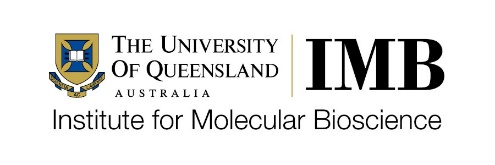 THE UNIVERSITY
OF QUEENSLAND
AUSTRALIA
IMB
Institute for Molecular Bioscience